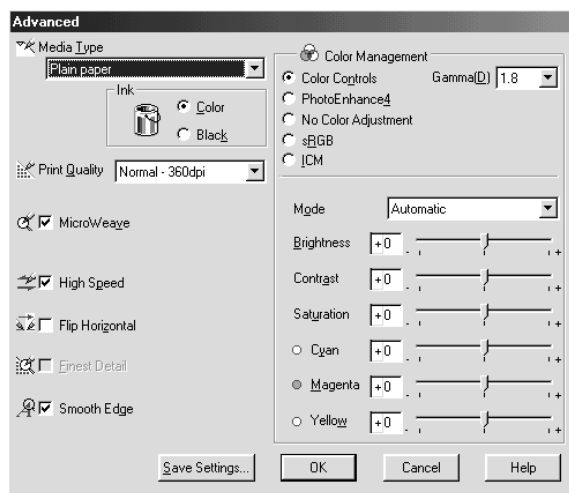 Advanced
Media Type
Plain paper
Ink
Color
Black
Print Quality
Normal - 360dpi
MicroWeave
High Speed
Flip Horizontal
Finest Detail
Smooth Edge
Color Management
Color Controls
Gamma(D)
1.8
PhotoEnhance4
No Color Adjustment
sRGB
ICM
Mode
Automatic
Brightness
+0
- +
Contrast
+0
- +
Saturation
+0
- +
Cyan
+0
- +
Magenta
+0
- +
Yellow
+0
- +
Save Settings...
OK
Cancel
Help